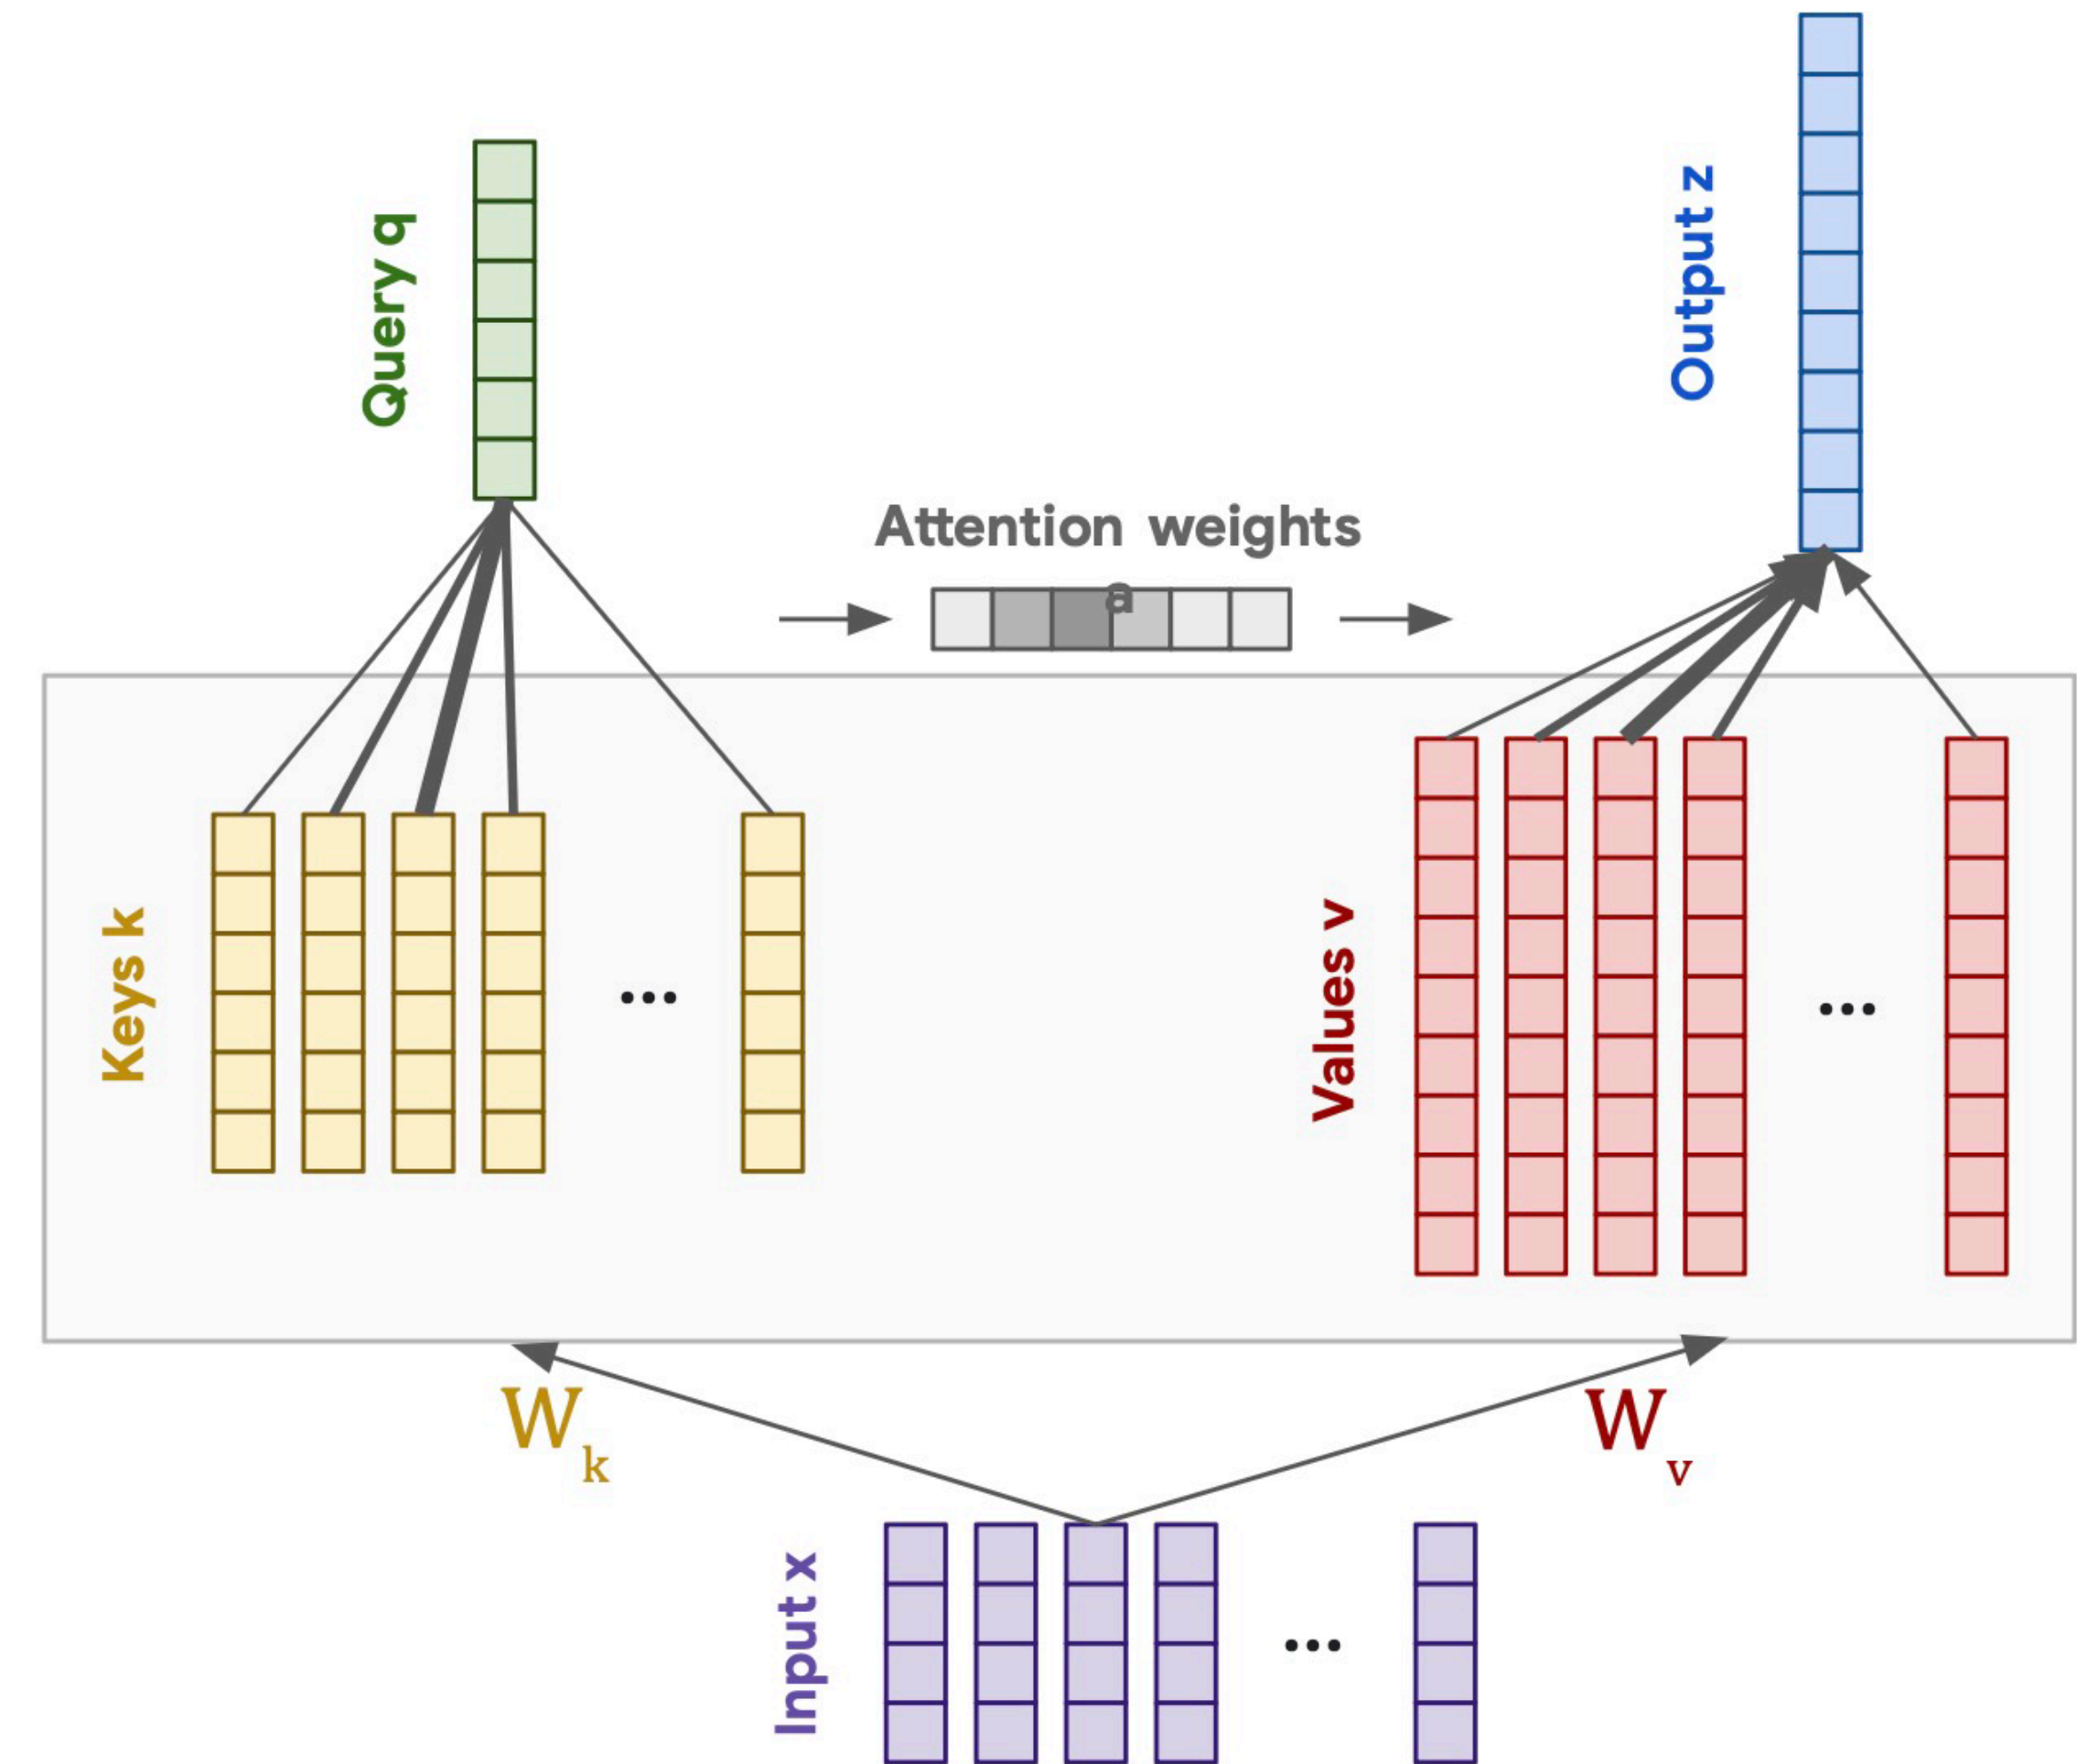 Query q
Output z
Attention weights
a
Keys k
...
Values v
...
W
k
W
v
Input x
...